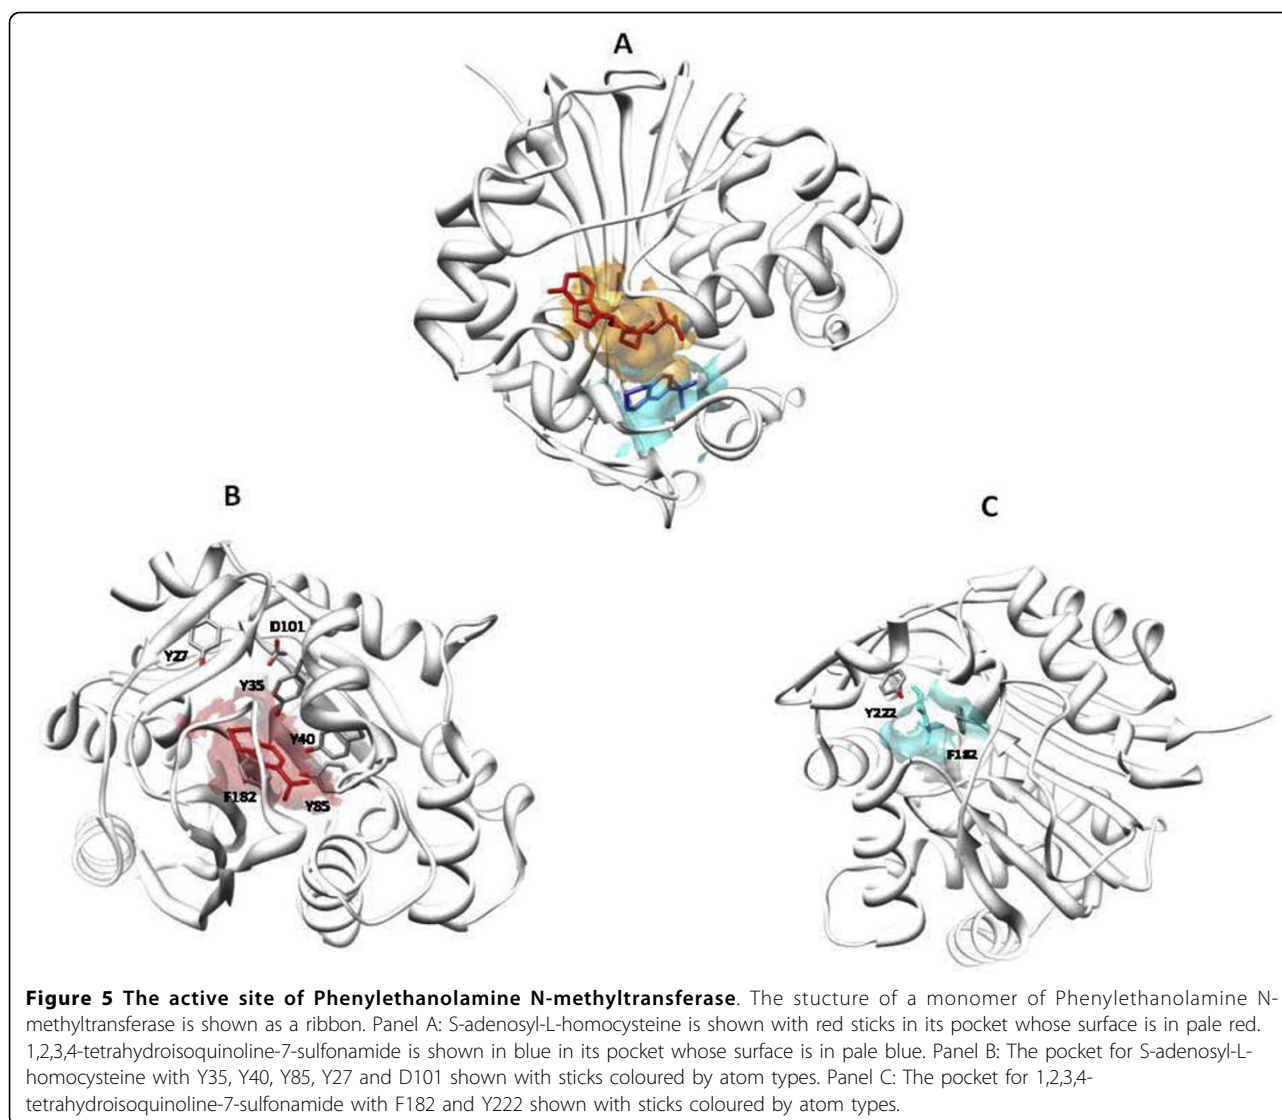 A
B
C
D101
Y27
Y35
Y40
F182
Y85
Y222
F182
Figure 5 The active site of Phenylethanolamine N-methyltransferase. The stucture of a monomer of Phenylethanolamine N-
methyltransferase is shown as a ribbon. Panel A: S-adenosyl-L-homocysteine is shown with red sticks in its pocket whose surface is in pale red.
1,2,3,4-tetrahydroisoquinoline-7-sulfonamide is shown in blue in its pocket whose surface is in pale blue. Panel B: The pocket for S-adenosyl-L-
homocysteine with Y35, Y40, Y85, Y27 and D101 shown with sticks coloured by atom types. Panel C: The pocket for 1,2,3,4-
tetrahydroisoquinoline-7-sulfonamide with F182 and Y222 shown with sticks coloured by atom types.